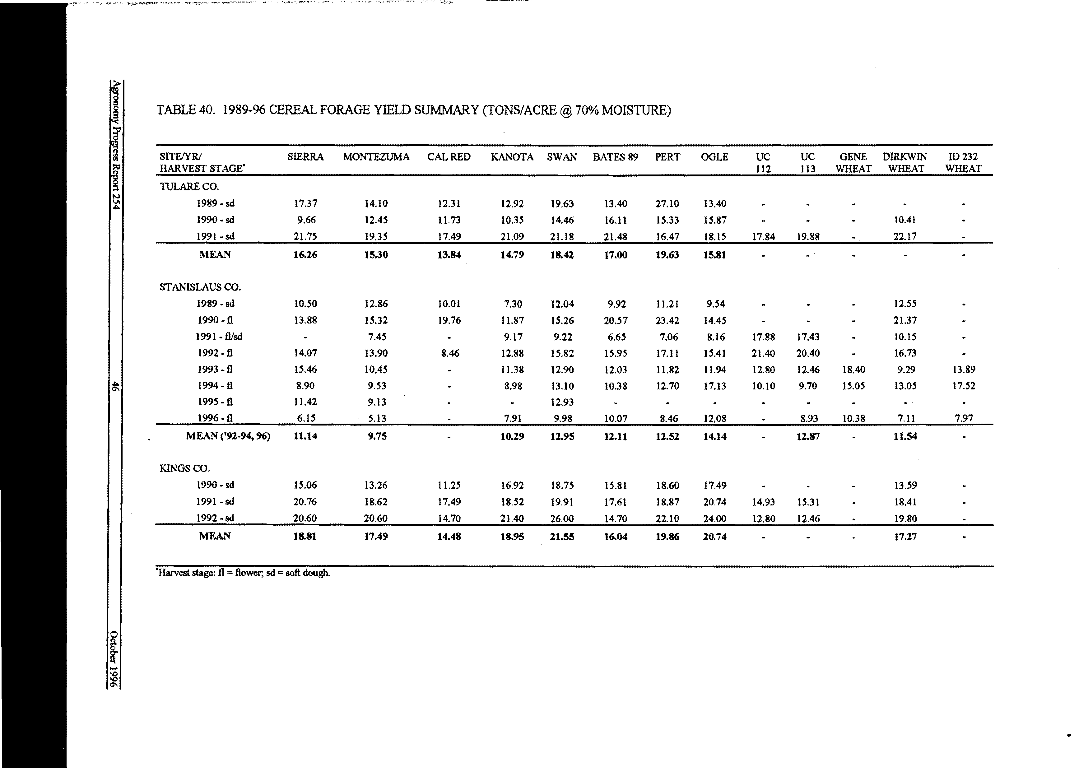 TABLE 40. 1989-96 CEREAL FORAGE YIELD SUMMARY (TONS/ACRE @ 70% MOISTURE)
SITE/YR/ SIERRA MONTEZUMA CAL RED KANOTA SWAN BATES 89 PERT OGLE UC UC GENE DIRKWIN ID 232
HARVEST STAGE* 112 113 WHEAT WHEAT WHEAT
TULARE CO.
1989 - sd 17.37 14.10 12.31 12.92 19.63 13.40 27.10 13.40 - - - - -
1990 - sd 9.66 12.45 11.73 10.35 14.46 16.11 15.33 15.87 - - - 10.41 -
1991 - sd 21.75 19.35 17.49 21.09 21.18 21.48 16.47 18.15 17.84 19.88 - 22.17 -
MEAN 16.26 15.30 13.84 14.79 18.42 17.00 19.63 15.81 - - - - -
STANISLAUS CO.
1989 - sd 10.50 12.86 10.01 7.30 12.04 9.92 11.21 9.54 - - - 12.55 -
1990 - fl 13.88 15.32 19.76 11.87 15.26 20.57 23.42 14.45 - - - 21.37 -
1991 - fl/sd - 7.45 - 9.17 9.22 6.65 7.06 8.16 17.88 17.43 - 10.15 -
1992 - fl 14.07 13.90 8.46 12.88 15.82 15.95 17.11 15.41 21.40 20.40 - 16.73 -
1993 - fl 15.46 10.45 - 11.38 12.90 12.03 11.82 11.94 12.80 12.46 18.40 9.29 13.89
1994 - fl 8.90 9.53 - 8.98 13.10 10.38 12.70 17.13 10.10 9.70 15.05 13.05 17.52
1995 - fl 11.42 9.13 - - 12.93 - - - - - - - -
1996 - fl 6.15 5.13 - 7.91 9.98 10.07 8.46 12.08 - 8.93 10.38 7.11 7.97
MEAN ('92-94, 96) 11.14 9.75 - 10.29 12.95 12.11 12.52 14.14 - 12.87 - 11.54 -
KINGS CO.
1990 - sd 15.06 13.26 11.25 16.92 18.75 15.81 18.60 17.49 - - - 13.59 -
1991 - sd 20.76 18.62 17.49 18.52 19.91 17.61 18.87 20.74 14.93 15.31 - 18.41 -
1992 - sd 20.60 20.60 14.70 21.40 26.00 14.70 22.10 24.00 12.80 12.46 - 19.80 -
MEAN 18.81 17.49 14.48 18.95 21.55 16.04 19.86 20.74 - - - 17.27 -
*Harvest stage: fl = flower; sd = soft dough.
Agronomy Progress Report 254 46 October 1996